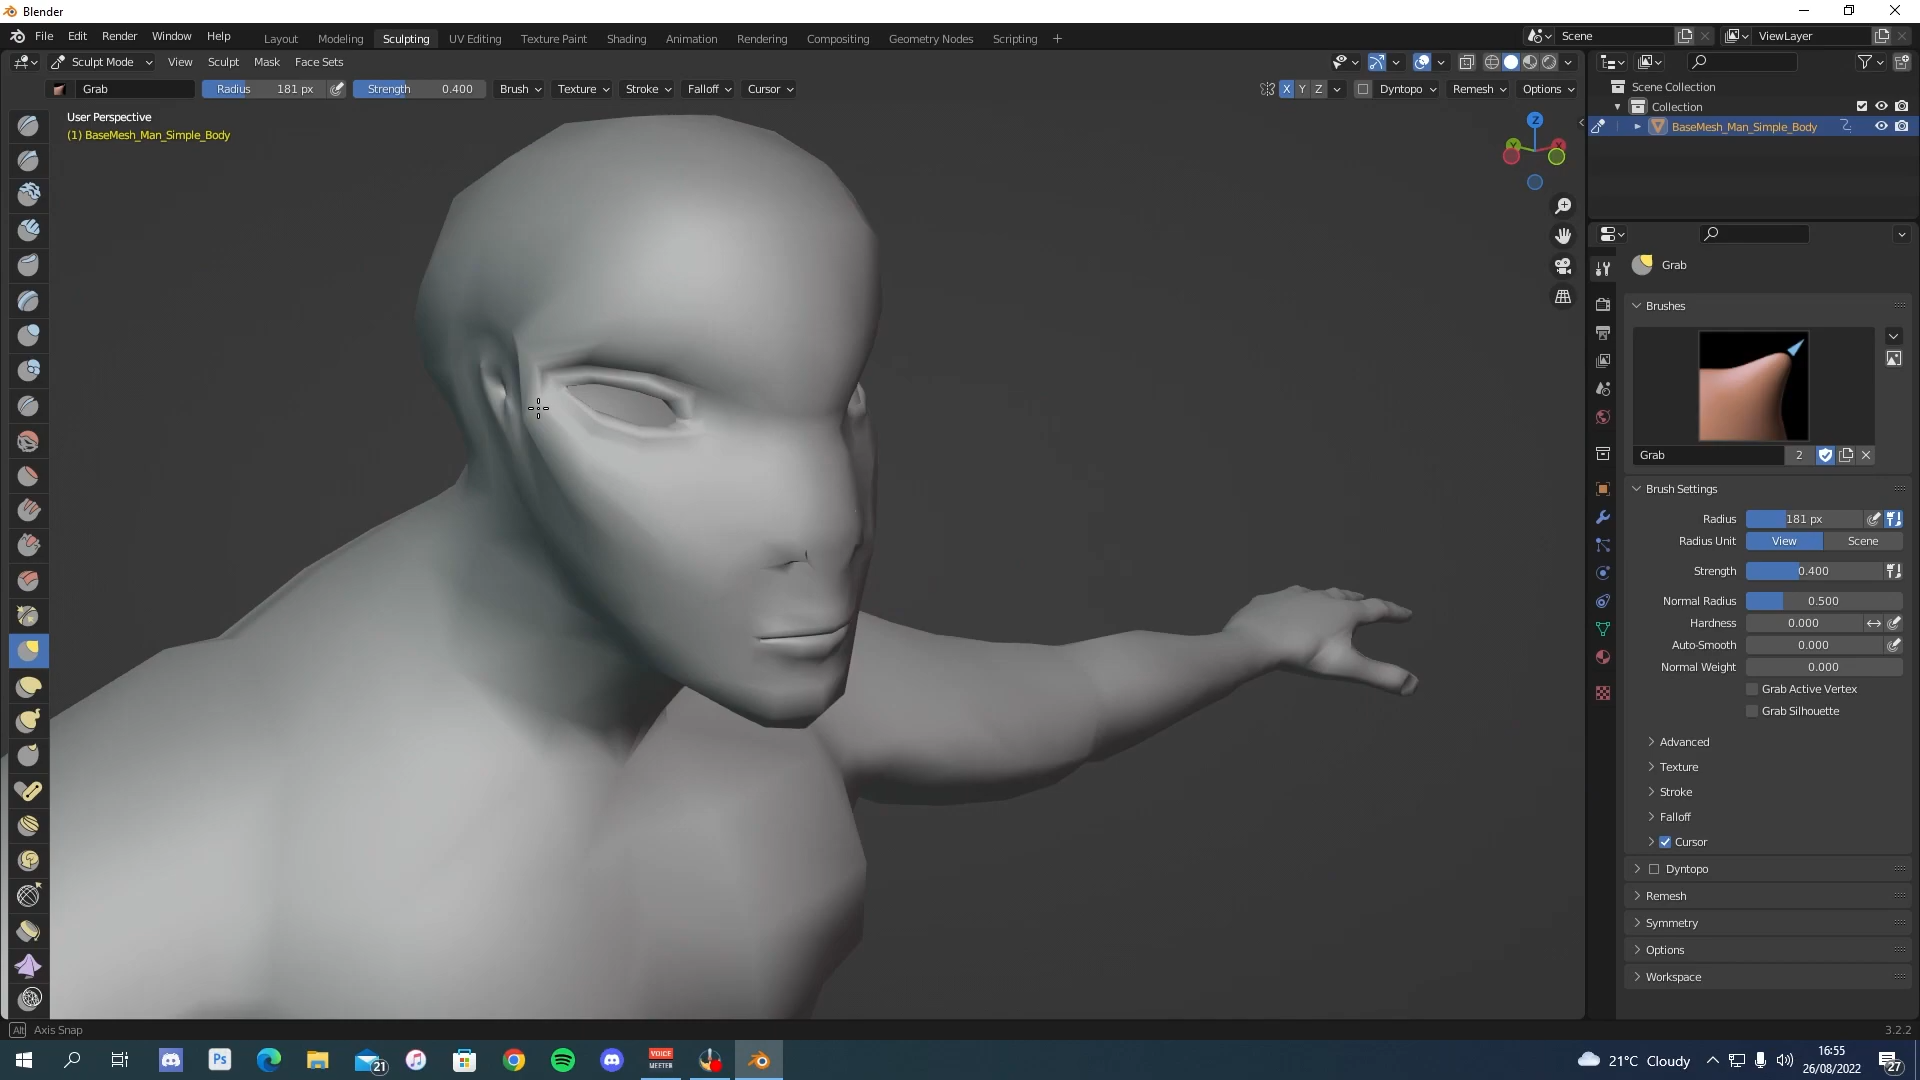 Blender
File Edit Render Window Help
Layout Modeling Sculpting UV Editing Texture Paint Shading Animation Rendering Compositing Geometry Nodes Scripting +
Scene
ViewLayer
Sculpt Mode View Sculpt Mask Face Sets
Grab Radius 181 px Strength 0.400 Brush Texture Stroke Falloff Cursor
X Y Z Dyntopo Remesh Options
User Perspective
(1) BaseMesh_Man_Simple_Body
Z
Y
X
Scene Collection
Collection
BaseMesh_Man_Simple_Body
Grab
Brushes
Grab 2
Brush Settings
Radius 181 px
Radius Unit View Scene
Strength 0.400
Normal Radius 0.500
Hardness 0.000
Auto-Smooth 0.000
Normal Weight 0.000
Grab Active Vertex
Grab Silhouette
Advanced
Texture
Stroke
Falloff
Cursor
Dyntopo
Remesh
Symmetry
Options
Workspace
Alt Axis Snap
3.2.2
Ps
21
VOICE
MEETER
21°C Cloudy
16:55
26/08/2022
27